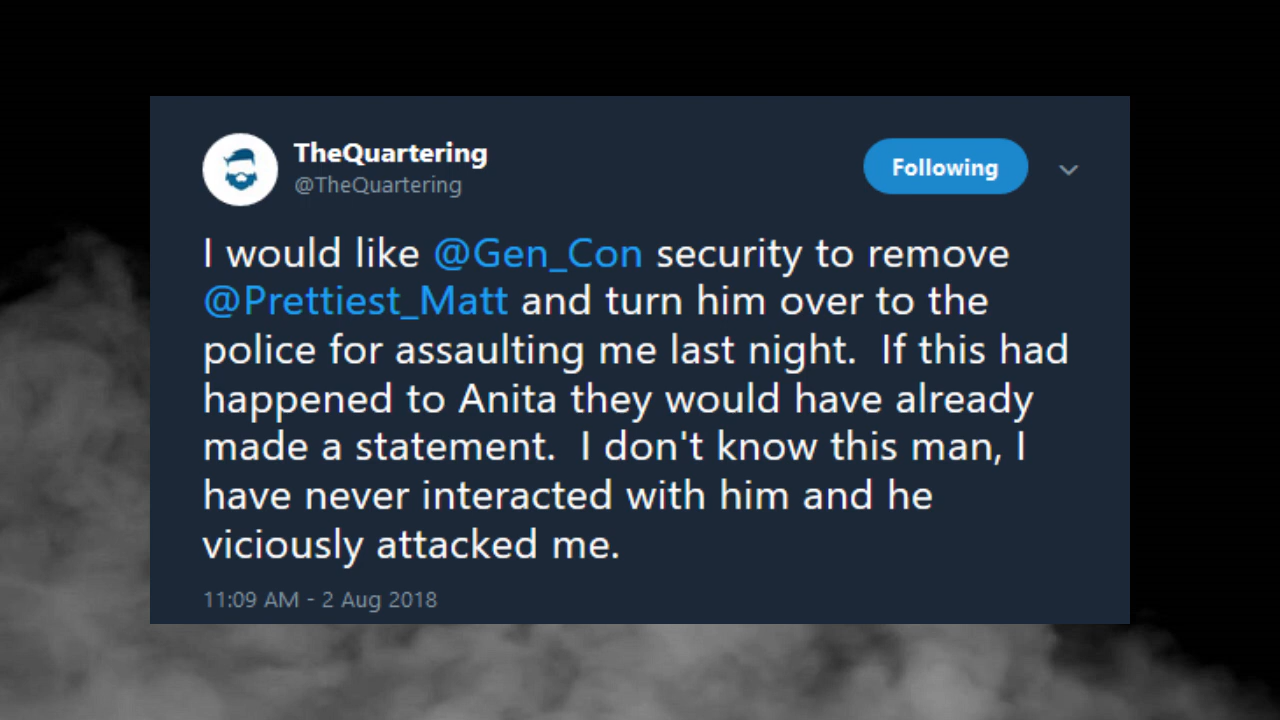 TheQuartering
@TheQuartering
Following
I would like @Gen_Con security to remove
@Prettiest_Matt and turn him over to the
police for assaulting me last night.  If this had
happened to Anita they would have already
made a statement.  I don't know this man, I
have never interacted with him and he
viciously attacked me.
11:09 AM - 2 Aug 2018